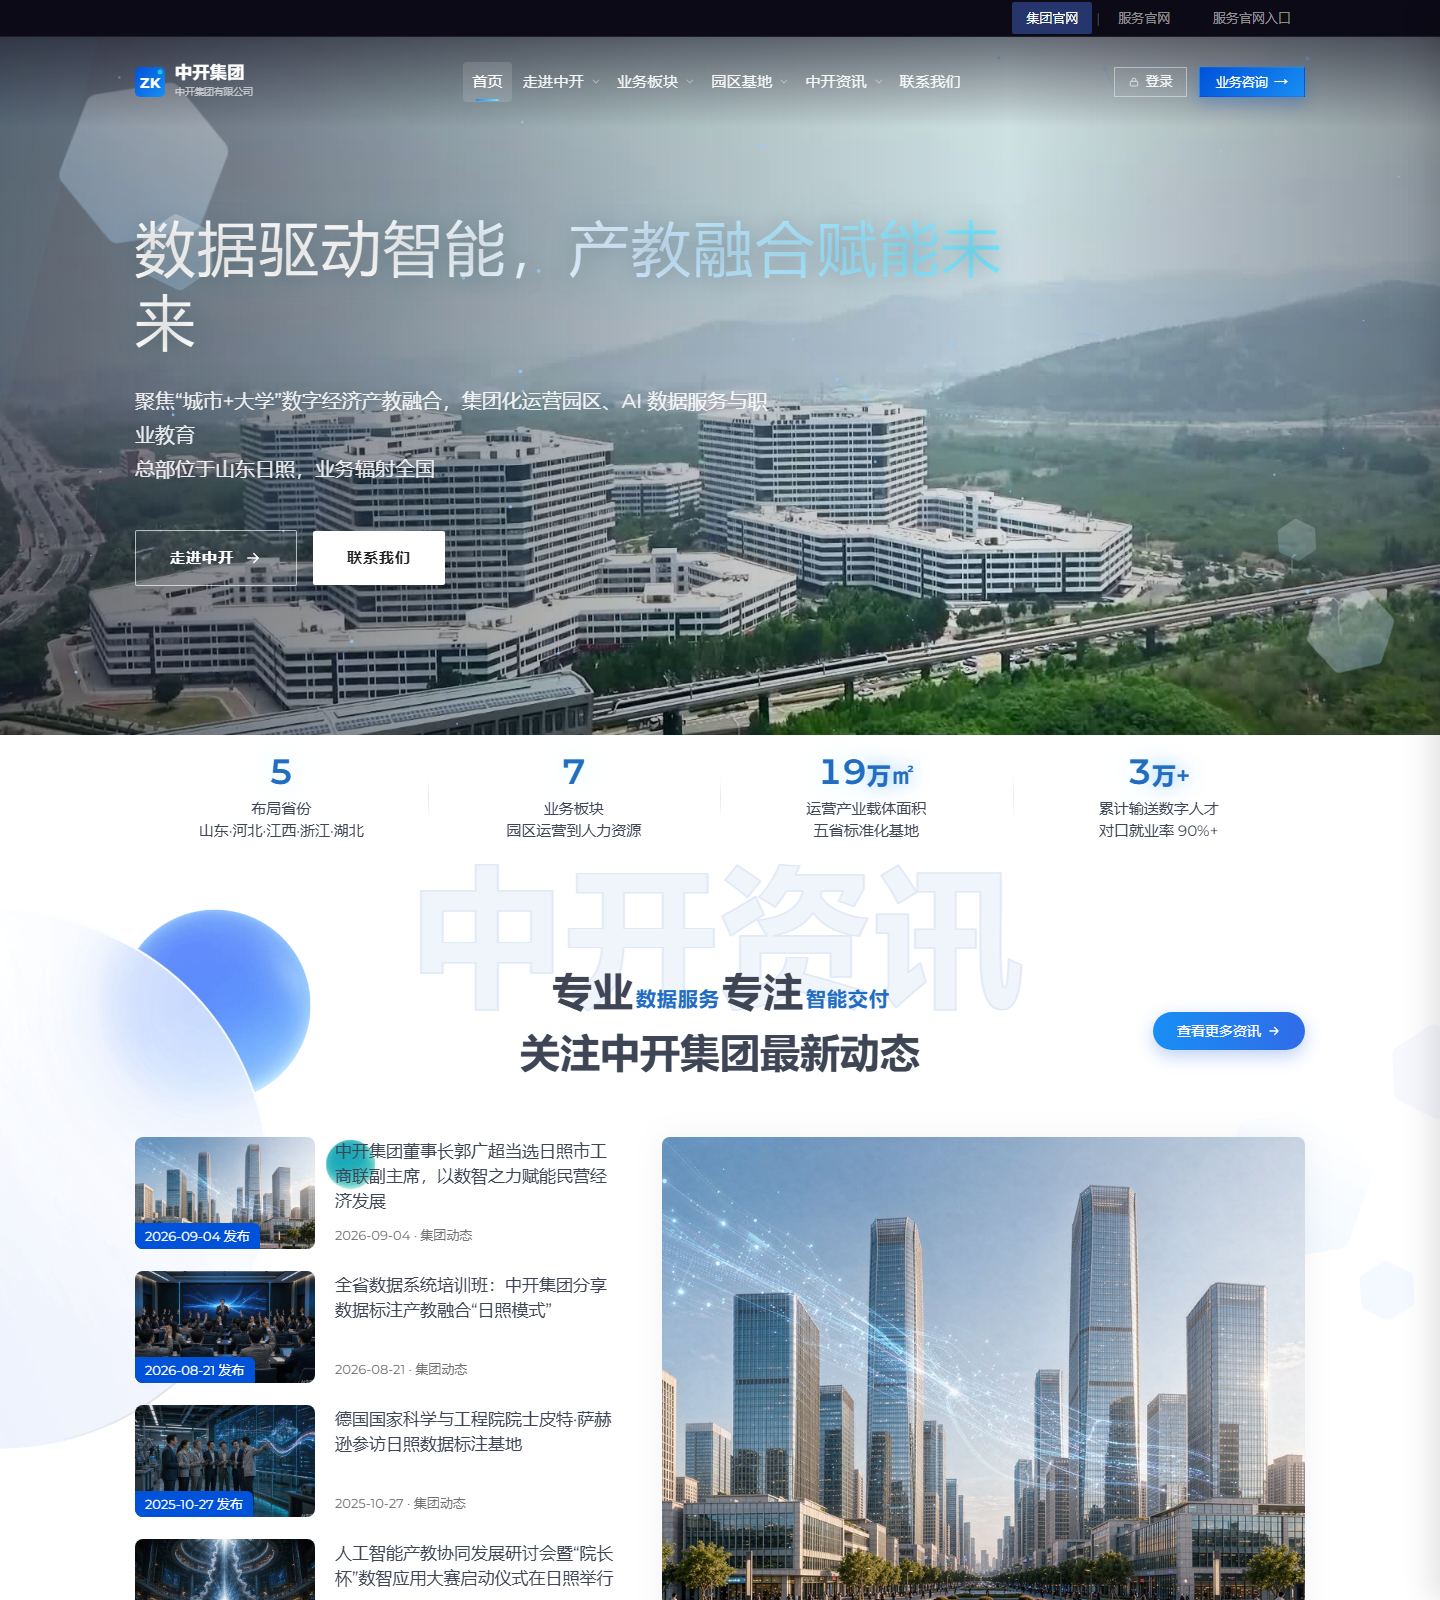 集团官网 | 服务官网 服务官网入口
ZK
中开集团
中开集团有限公司
首页 走进中开 业务板块 园区基地 中开资讯 联系我们
登录
业务咨询 →
数据驱动智能，产教融合赋能未
来
聚焦“城市+大学”数字经济产教融合，集团化运营园区、AI 数据服务与职
业教育
总部位于山东日照，业务辐射全国
走进中开 →
联系我们
5
布局省份
山东·河北·江西·浙江·湖北
7
业务板块
园区运营到人力资源
19万㎡
运营产业载体面积
五省标准化基地
3万+
累计输送数字人才
对口就业率 90%+
中开资讯
专业数据服务专注智能交付
关注中开集团最新动态
查看更多资讯 →
2026-09-04 发布
中开集团董事长郭广超当选日照市工
商联副主席，以数智之力赋能民营经
济发展
2026-09-04 · 集团动态
2026-08-21 发布
全省数据系统培训班：中开集团分享
数据标注产教融合“日照模式”
2026-08-21 · 集团动态
2025-10-27 发布
德国国家科学与工程院院士皮特·萨赫
逊参访日照数据标注基地
2025-10-27 · 集团动态
人工智能产教协同发展研讨会暨“院长
杯”数智应用大赛启动仪式在日照举行